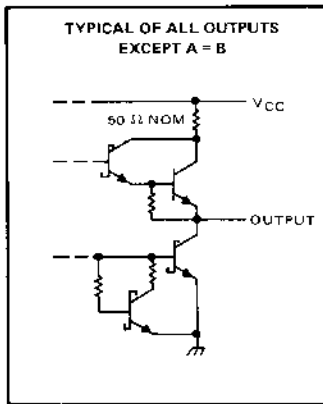 TYPICAL OF ALL OUTPUTS
EXCEPT A = B
VCC
50 Ω NOM
OUTPUT